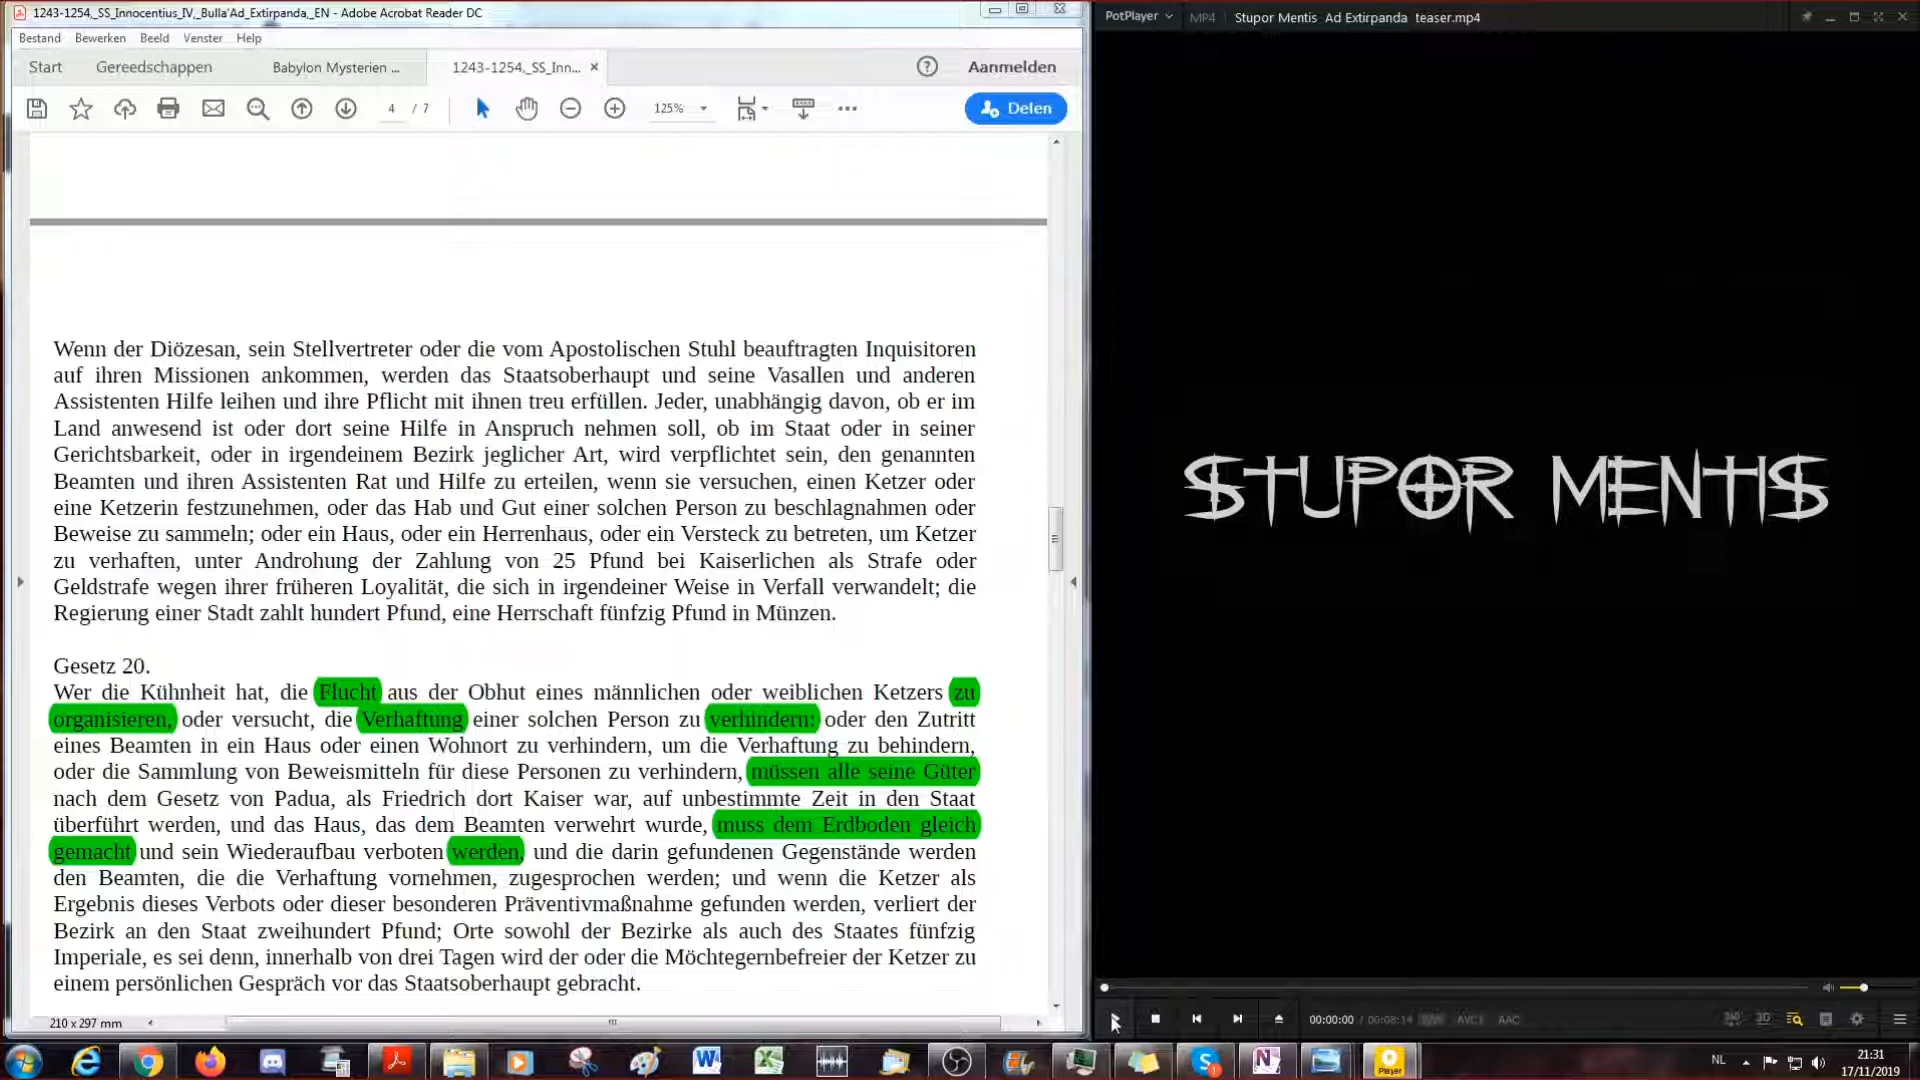 1243-1254,_SS_Innocentius_IV,_Bulla'Ad_Extirpanda,_EN - Adobe Acrobat Reader DC
Bestand Bewerken Beeld Venster Help
Start Gereedschappen Babylon Mysterien ... 1243-1254,_SS_Inn... × Aanmelden
4 / 7 125% Delen
Wenn der Diözesan, sein Stellvertreter oder die vom Apostolischen Stuhl beauftragten Inquisitoren
auf ihren Missionen ankommen, werden das Staatsoberhaupt und seine Vasallen und anderen
Assistenten Hilfe leihen und ihre Pflicht mit ihnen treu erfüllen. Jeder, unabhängig davon, ob er im
Land anwesend ist oder dort seine Hilfe in Anspruch nehmen soll, ob im Staat oder in seiner
Gerichtsbarkeit, oder in irgendeinem Bezirk jeglicher Art, wird verpflichtet sein, den genannten
Beamten und ihren Assistenten Rat und Hilfe zu erteilen, wenn sie versuchen, einen Ketzer oder
eine Ketzerin festzunehmen, oder das Hab und Gut einer solchen Person zu beschlagnahmen oder
Beweise zu sammeln; oder ein Haus, oder ein Herrenhaus, oder ein Versteck zu betreten, um Ketzer
zu verhaften, unter Androhung der Zahlung von 25 Pfund bei Kaiserlichen als Strafe oder
Geldstrafe wegen ihrer früheren Loyalität, die sich in irgendeiner Weise in Verfall verwandelt; die
Regierung einer Stadt zahlt hundert Pfund, eine Herrschaft fünfzig Pfund in Münzen.
Gesetz 20.
Wer die Kühnheit hat, die Flucht aus der Obhut eines männlichen oder weiblichen Ketzers zu
organisieren, oder versucht, die Verhaftung einer solchen Person zu verhindern; oder den Zutritt
eines Beamten in ein Haus oder einen Wohnort zu verhindern, um die Verhaftung zu behindern,
oder die Sammlung von Beweismitteln für diese Personen zu verhindern, müssen alle seine Güter
nach dem Gesetz von Padua, als Friedrich dort Kaiser war, auf unbestimmte Zeit in den Staat
überführt werden, und das Haus, das dem Beamten verwehrt wurde, muss dem Erdboden gleich
gemacht und sein Wiederaufbau verboten werden, und die darin gefundenen Gegenstände werden
den Beamten, die die Verhaftung vornehmen, zugesprochen werden; und wenn die Ketzer als
Ergebnis dieses Verbots oder dieser besonderen Präventivmaßnahme gefunden werden, verliert der
Bezirk an den Staat zweihundert Pfund; Orte sowohl der Bezirke als auch des Staates fünfzig
Imperiale, es sei denn, innerhalb von drei Tagen wird der oder die Möchtegernbefreier der Ketzer zu
einem persönlichen Gespräch vor das Staatsoberhaupt gebracht.
210 x 297 mm
PotPlayer MP4 Stupor Mentis Ad Extirpanda teaser.mp4
STUPOR MENTIS
00:00:00 / 00:08:14 S/W AVC1 AAC
360° 3D
Player
NL 21:31
17/11/2019